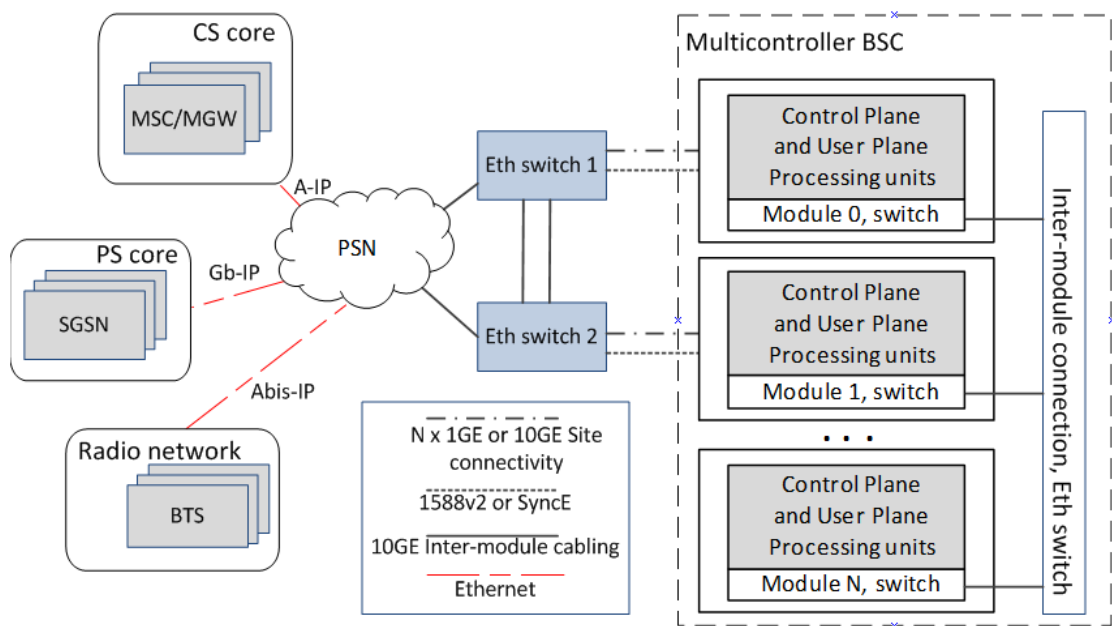 CS core
MSC/MGW
A-IP
PS core
Gb-IP
SGSN
PSN
Abis-IP
Radio network
BTS
Eth switch 1
Eth switch 2
N x 1GE or 10GE Site
connectivity
1588v2 or SyncE
10GE Inter-module cabling
Ethernet
Multicontroller BSC
Control Plane
and User Plane
Processing units
Module 0, switch
Control Plane
and User Plane
Processing units
Module 1, switch
. . .
Control Plane
and User Plane
Processing units
Module N, switch
Inter-module connection, Eth
switch